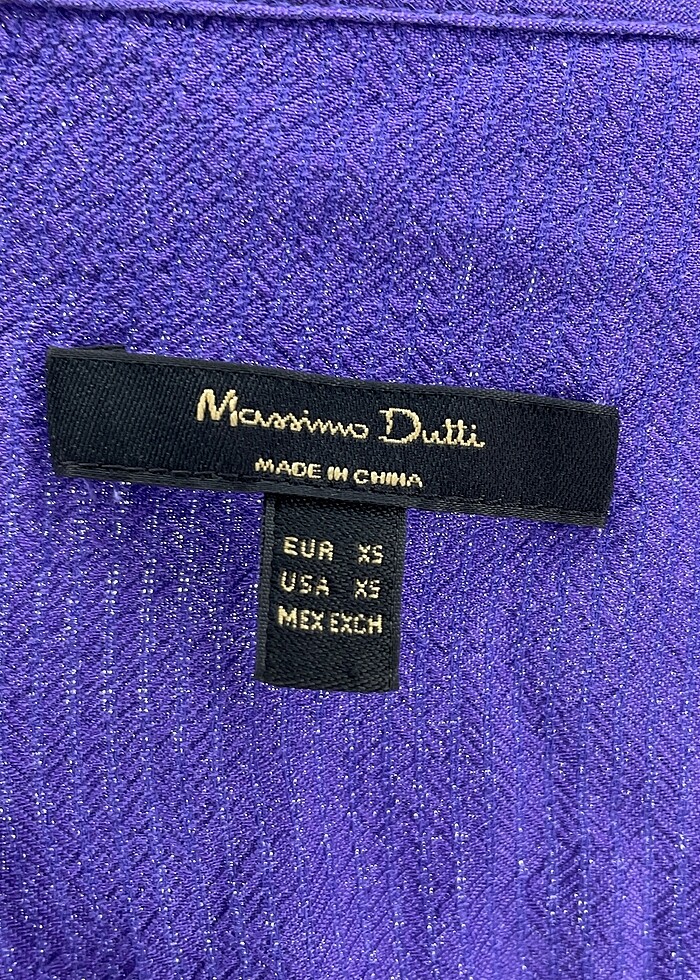 Massimo Dutti
MADE IN CHINA
EUR XS
USA XS
MEX EXCH